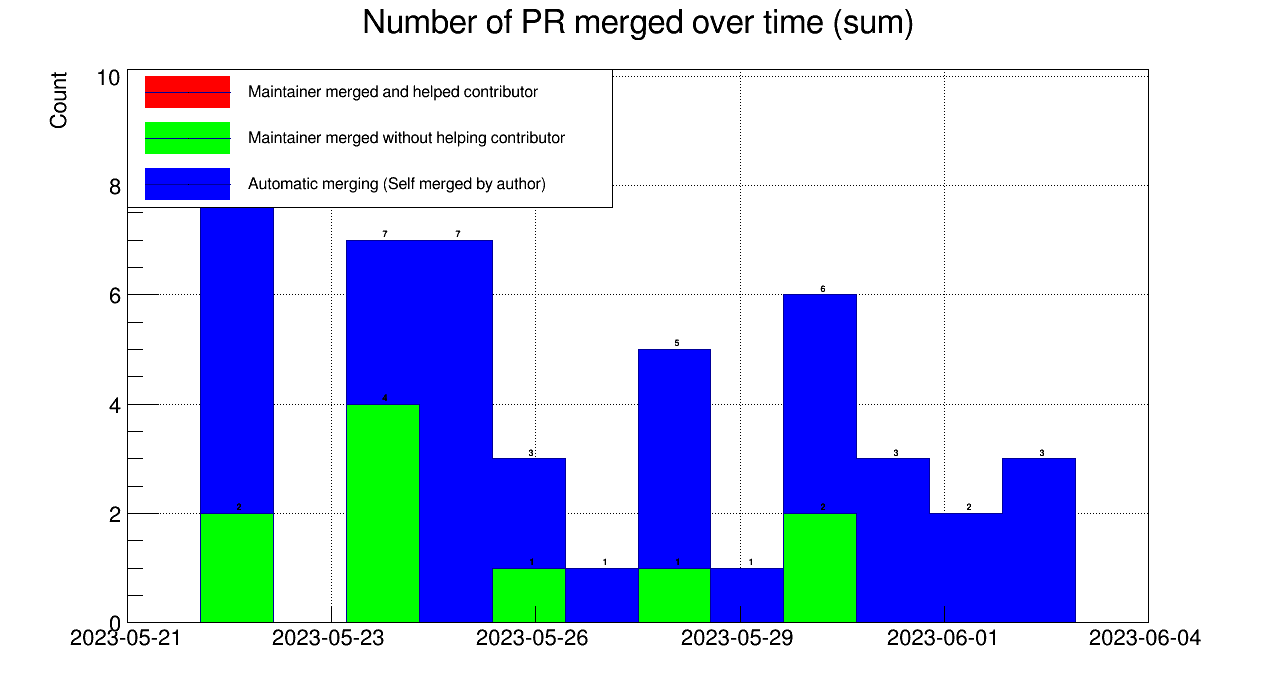 Number of PR merged over time (sum)
Count
10
8
6
4
2
0
Maintainer merged and helped contributor
Maintainer merged without helping contributor
Automatic merging (Self merged by author)
7 7
6
5
4
3 3 3
2 2 2
1 1 1 1
2023-05-21 2023-05-23 2023-05-26 2023-05-29 2023-06-01 2023-06-04